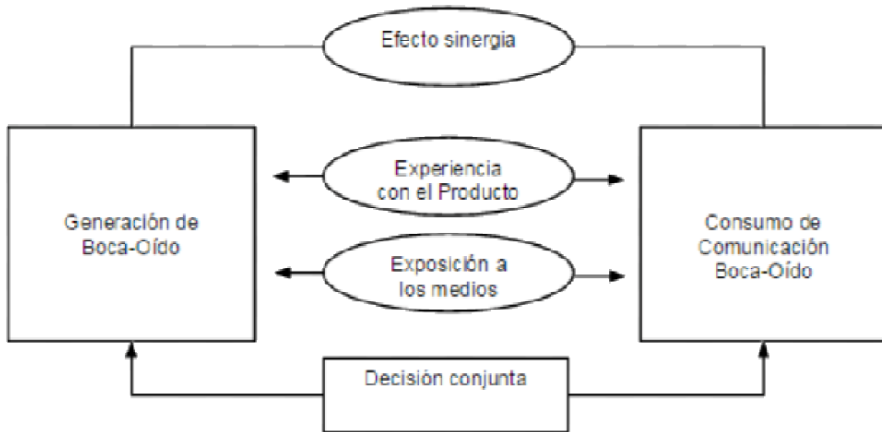 Efecto sinergia
Generación de
Boca-Oído
Experiencia
con el Producto
Exposición a
los medios
Consumo de
Comunicación
Boca-Oído
Decisión conjunta